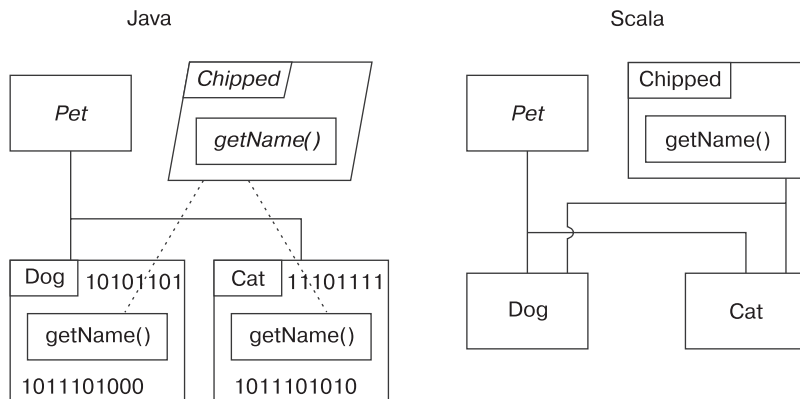 Java
Pet
Chipped
getName()
Dog
10101101
getName()
1011101000
Cat
11101111
getName()
1011101010
Scala
Pet
Chipped
getName()
Dog
Cat